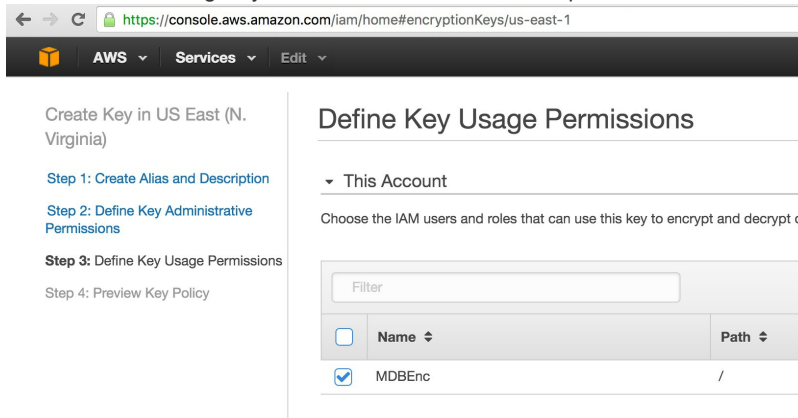 https://console.aws.amazon.com/iam/home#encryptionKeys/us-east-1
AWS Services Edit
Create Key in US East (N.
Virginia)
Step 1: Create Alias and Description
Step 2: Define Key Administrative
Permissions
Step 3: Define Key Usage Permissions
Step 4: Preview Key Policy
Define Key Usage Permissions
This Account
Choose the IAM users and roles that can use this key to encrypt and decrypt
Filter
Name Path
MDBEnc /